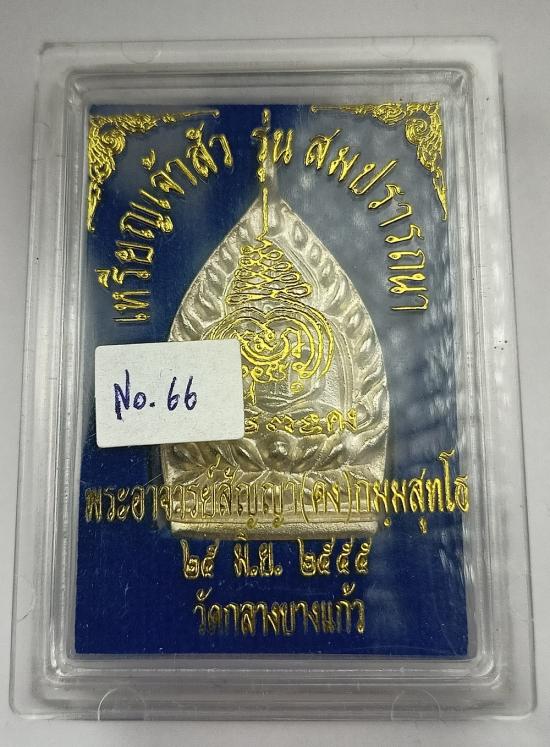 เหรียญเจ้าสัว รุ่น สมปรารถนา
No. 66
พระอาจารย์สัญญา(คง)กมฺมสุทฺโธ
๒๕ มิ.ย. ๒๕๕๕
วัดกลางบางแก้ว